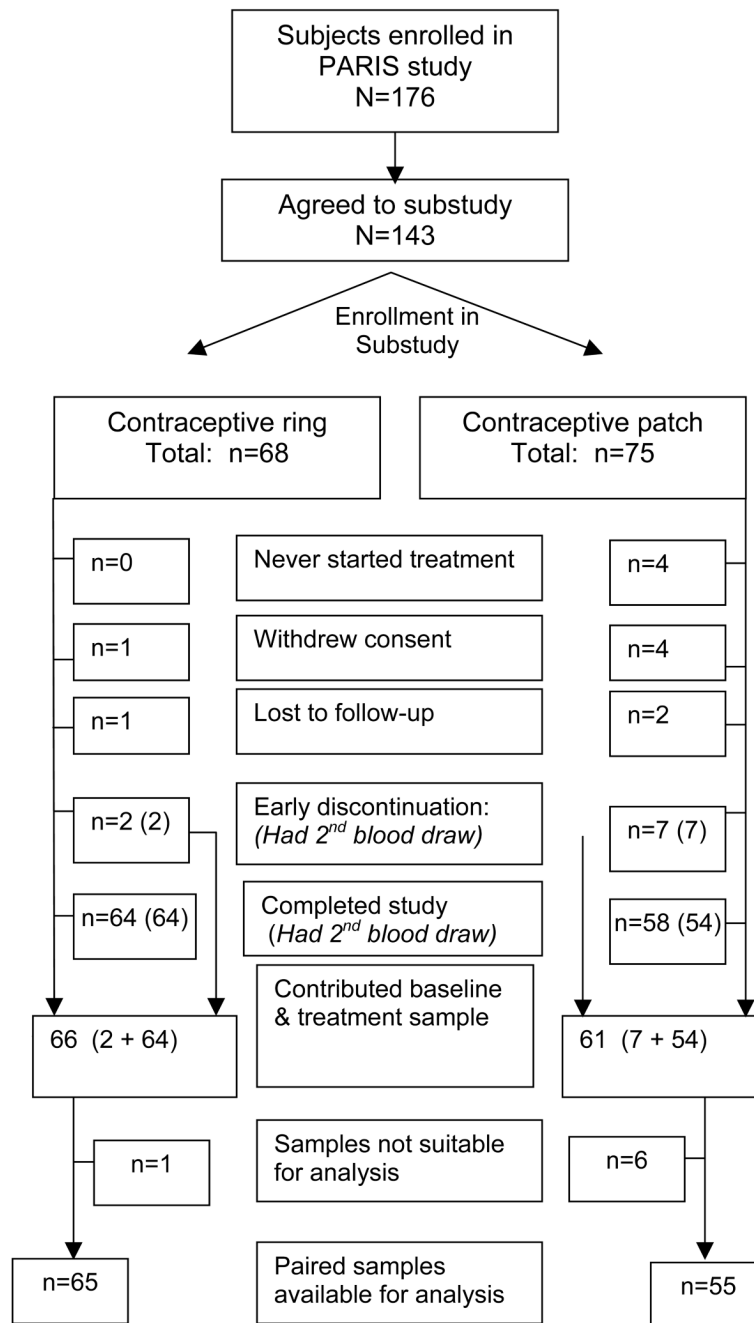 Subjects enrolled in
PARIS study
N=176
Agreed to substudy
N=143
Enrollment in
Substudy
Contraceptive ring
Total: n=68
Contraceptive patch
Total: n=75
n=0
Never started treatment
n=4
n=1
Withdrew consent
n=4
n=1
Lost to follow-up
n=2
n=2 (2)
Early discontinuation:
(Had 2nd blood draw)
n=7 (7)
n=64 (64)
Completed study
(Had 2nd blood draw)
n=58 (54)
Contributed baseline
& treatment sample
66 (2 + 64)
61 (7 + 54)
n=1
Samples not suitable
for analysis
n=6
n=65
Paired samples
available for analysis
n=55